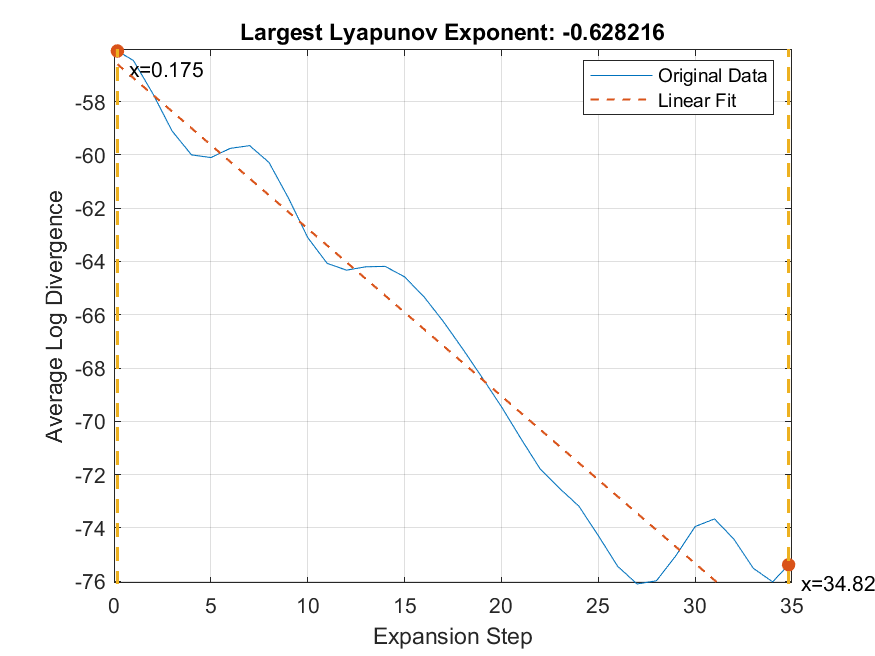 Largest Lyapunov Exponent: -0.628216
x=0.175
Original Data
Linear Fit
-58
-60
-62
-64
-66
-68
-70
-72
-74
-76
Average Log Divergence
x=34.82
0 5 10 15 20 25 30 35
Expansion Step